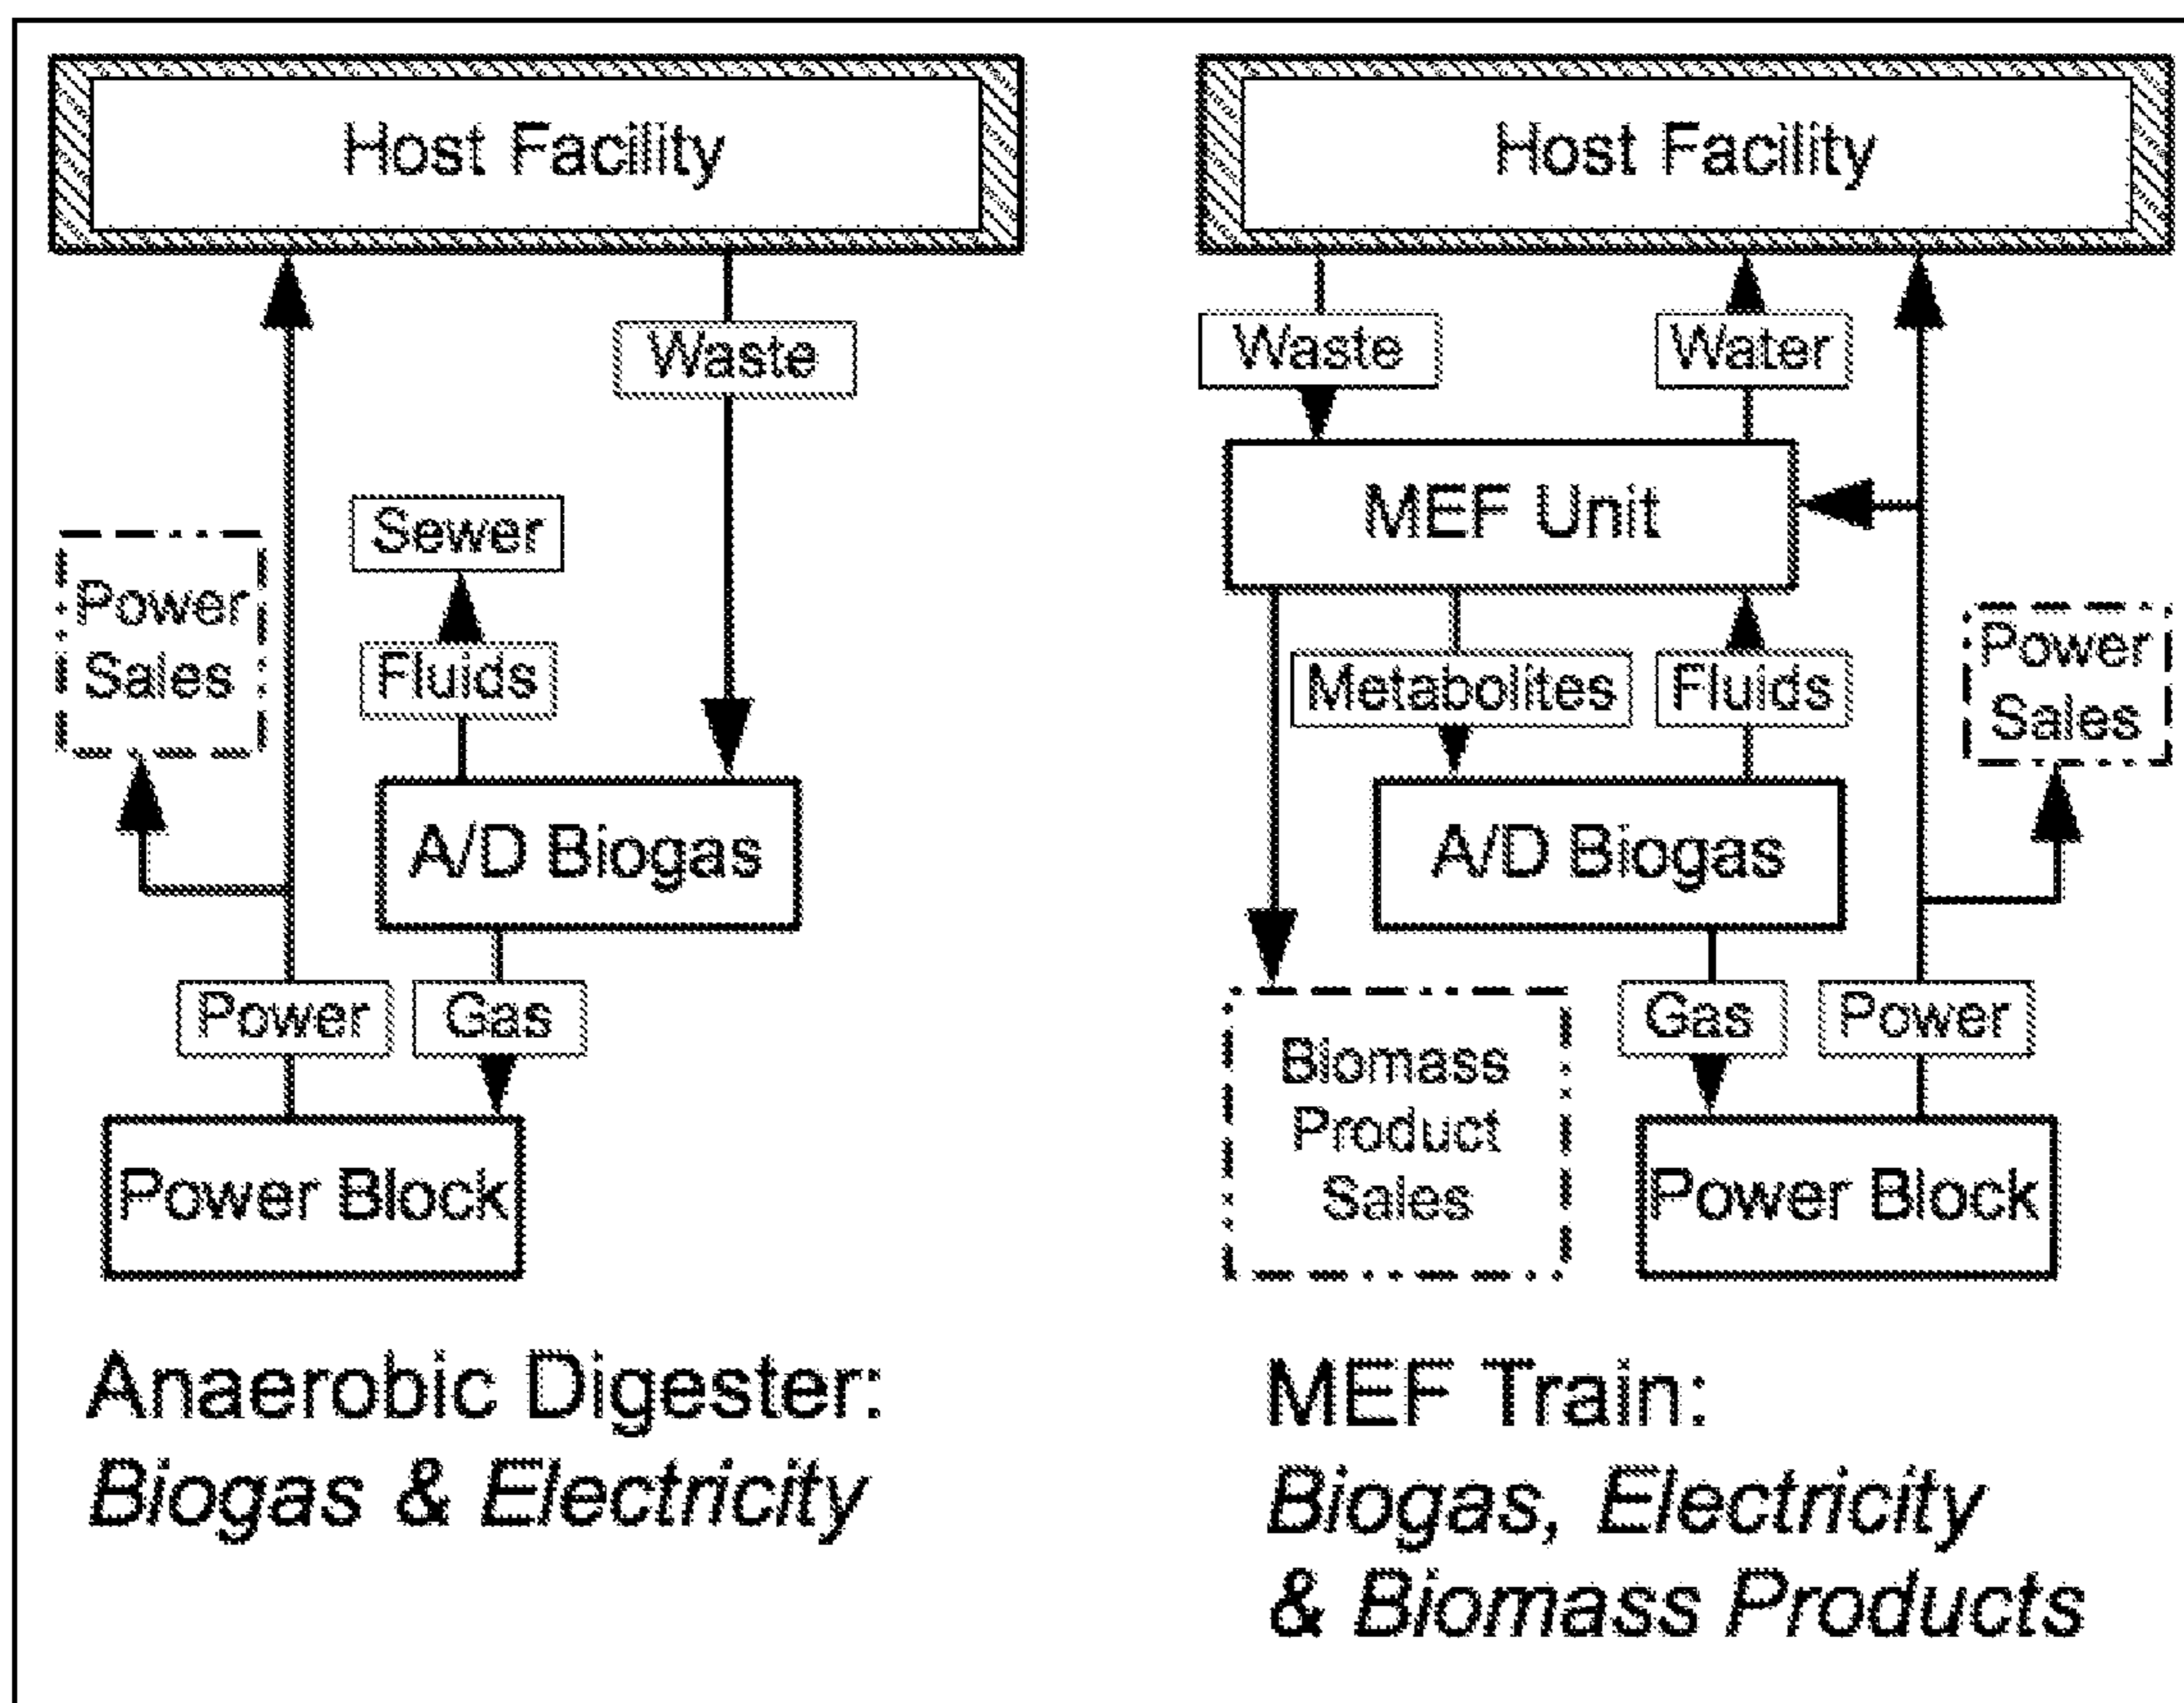 Host Facility
Waste
Sewer
Power
Sales
Fluids
A/D Biogas
Power
Gas
Power Block
Anaerobic Digester:
Biogas & Electricity
Host Facility
Waste
Water
MEF Unit
Metabolites
Fluids
Power
Sales
A/D Biogas
Gas
Power
Biomass
Product
Sales
Power Block
MEF Train:
Biogas, Electricity
& Biomass Products